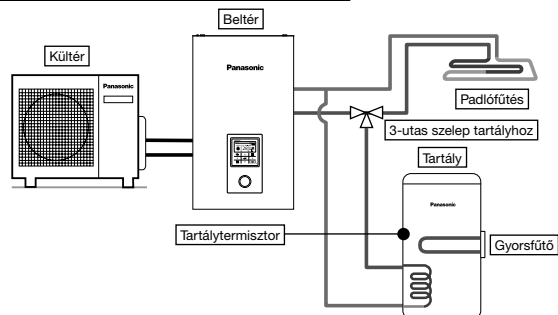 Beltér
Kültér
Panasonic
Panasonic
Padlófűtés
3-utas szelep tartályhoz
Tartály
Panasonic
Tartálytermisztor
Gyorsfűtő